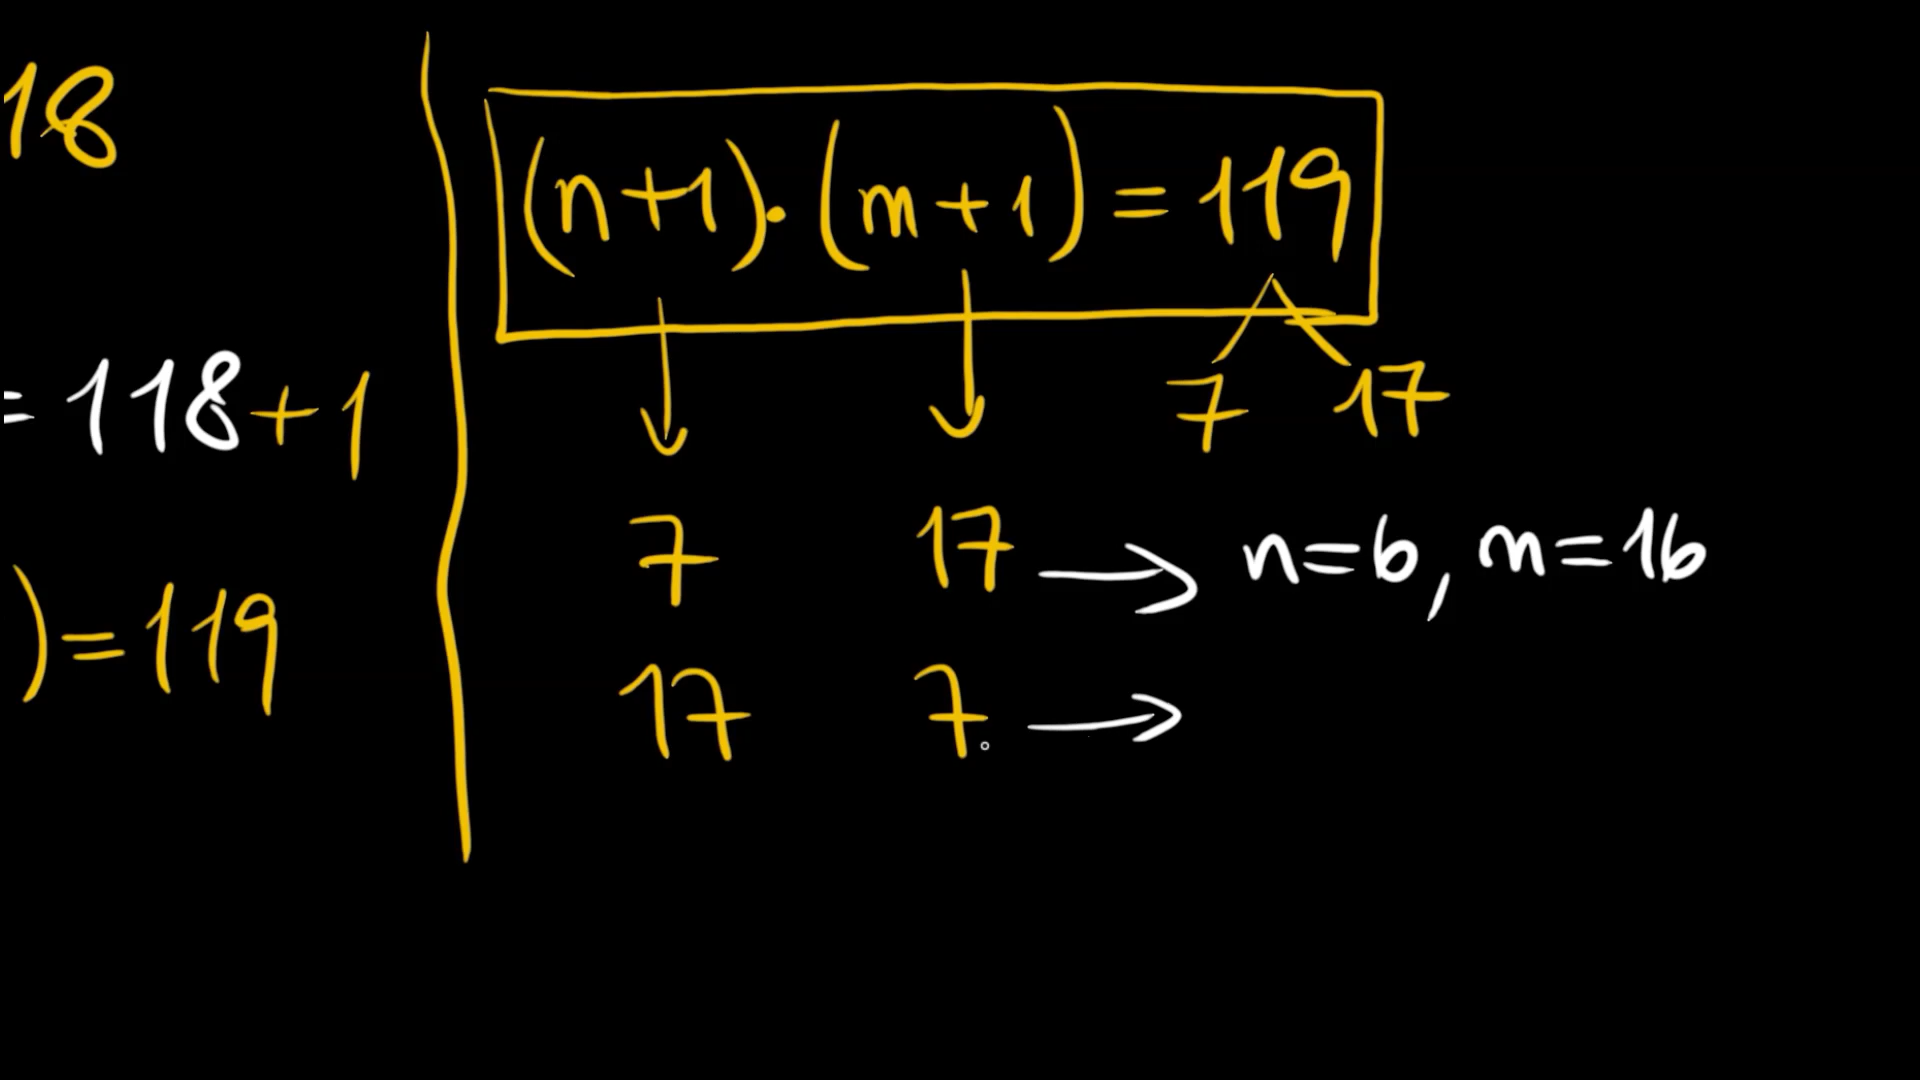 18
= 118+1
)=119
(n+1)·(m+1)=119
7 17
7 17 → n=6, m=16
17 7 →